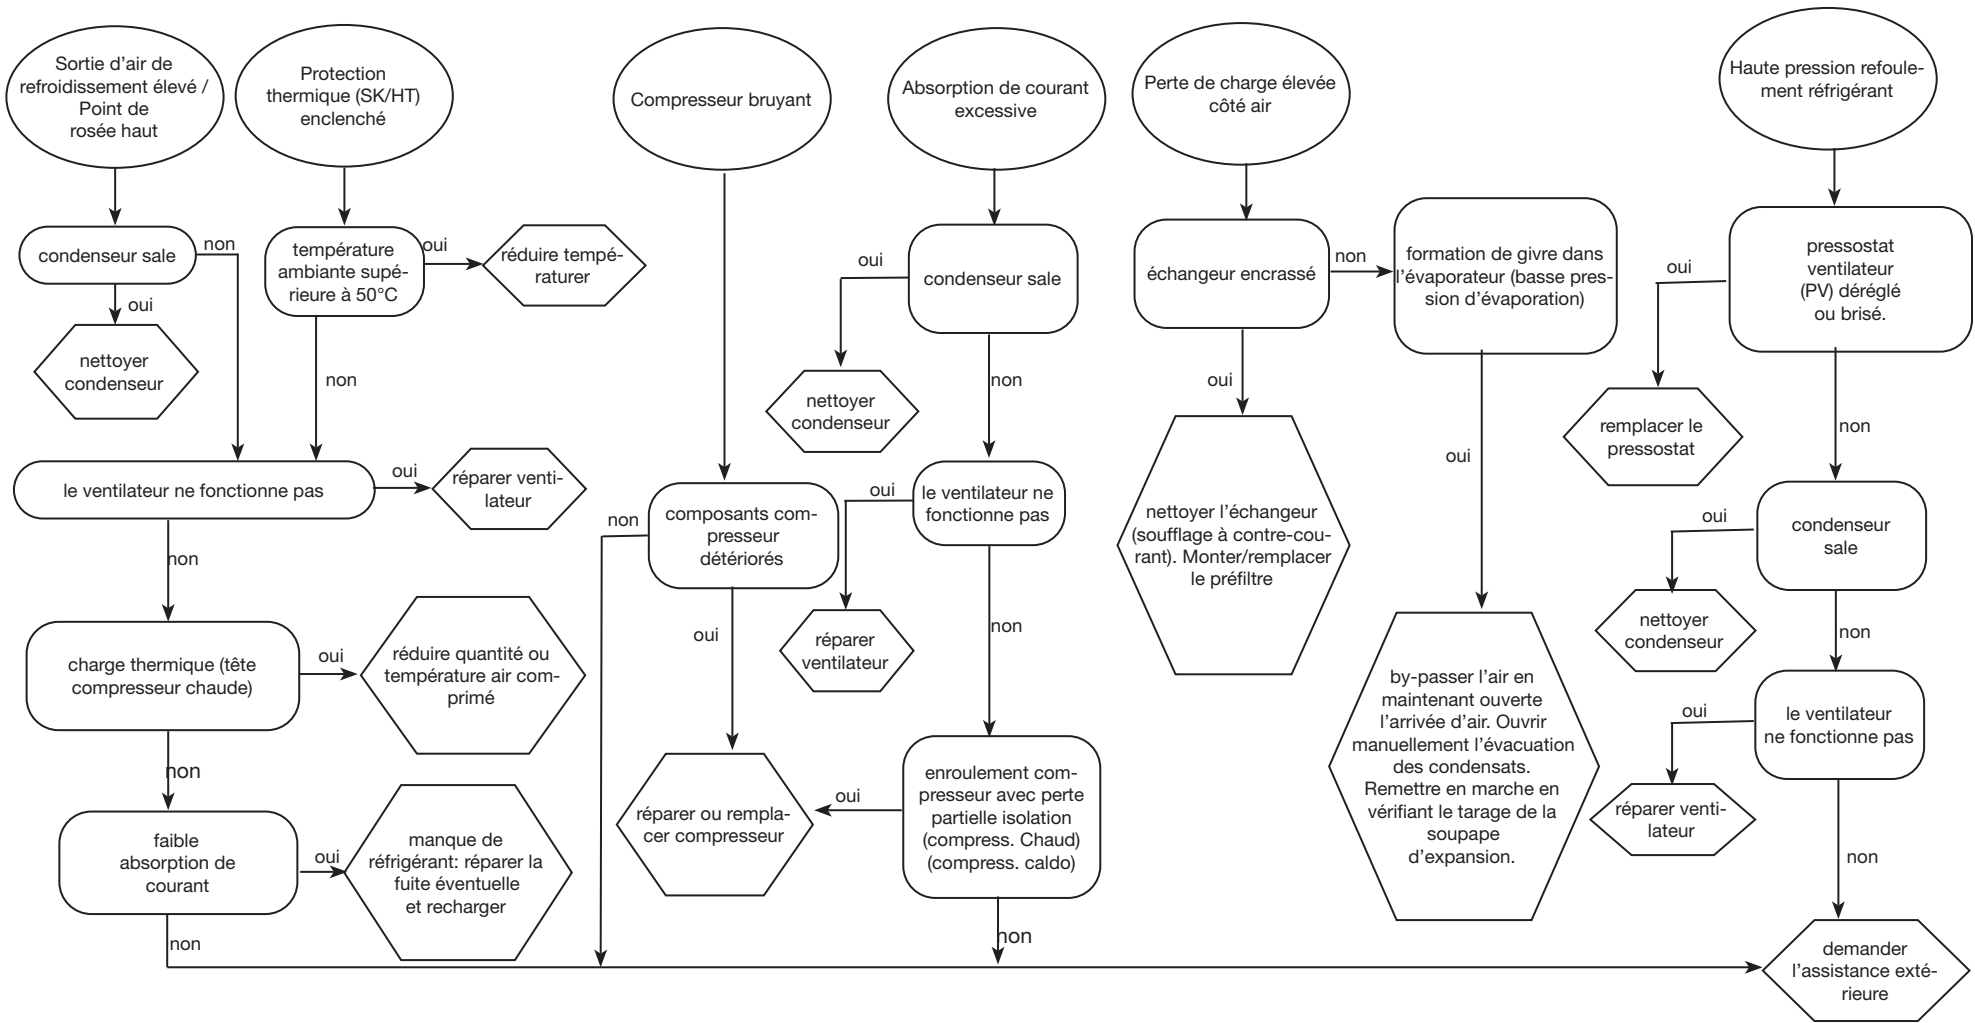 Sortie d'air de
refroidissement élevé /
Point de
rosée haut
Protection
thermique (SK/HT)
enclenché
Compresseur bruyant
Absorption de courant
excessive
Perte de charge élevée
côté air
Haute pression refoule-
ment réfrigérant
condenseur sale
non
oui
nettoyer
condenseur
température
ambiante supé-
rieure à 50°C
oui
réduire tempé-
raturer
non
le ventilateur ne fonctionne pas
oui
réparer venti-
lateur
non
charge thermique (tête
compresseur chaude)
oui
réduire quantité ou
température air com-
primé
non
faible
absorption de
courant
oui
manque de
réfrigérant: réparer la
fuite éventuelle
et recharger
non
composants com-
presseur
détériorés
non
oui
réparer ou rempla-
cer compresseur
condenseur sale
oui
nettoyer
condenseur
non
le ventilateur ne
fonctionne pas
oui
réparer
ventilateur
non
enroulement com-
presseur avec perte
partielle isolation
(compress. Chaud)
(compress. caldo)
oui
non
échangeur encrassé
non
oui
nettoyer l'échangeur
(soufflage à contre-cou-
rant). Monter/remplacer
le préfiltre
formation de givre dans
l'évaporateur (basse pres-
sion d'évaporation)
oui
by-passer l'air en
maintenant ouverte
l'arrivée d'air. Ouvrir
manuellement l'évacuation
des condensats.
Remettre en marche en
vérifiant le tarage de la
soupape
d'expansion.
pressostat
ventilateur
(PV) déréglé
ou brisé.
oui
remplacer le
pressostat
non
condenseur
sale
oui
nettoyer
condenseur
non
le ventilateur
ne fonctionne pas
oui
réparer venti-
lateur
non
demander
l'assistance exté-
rieure